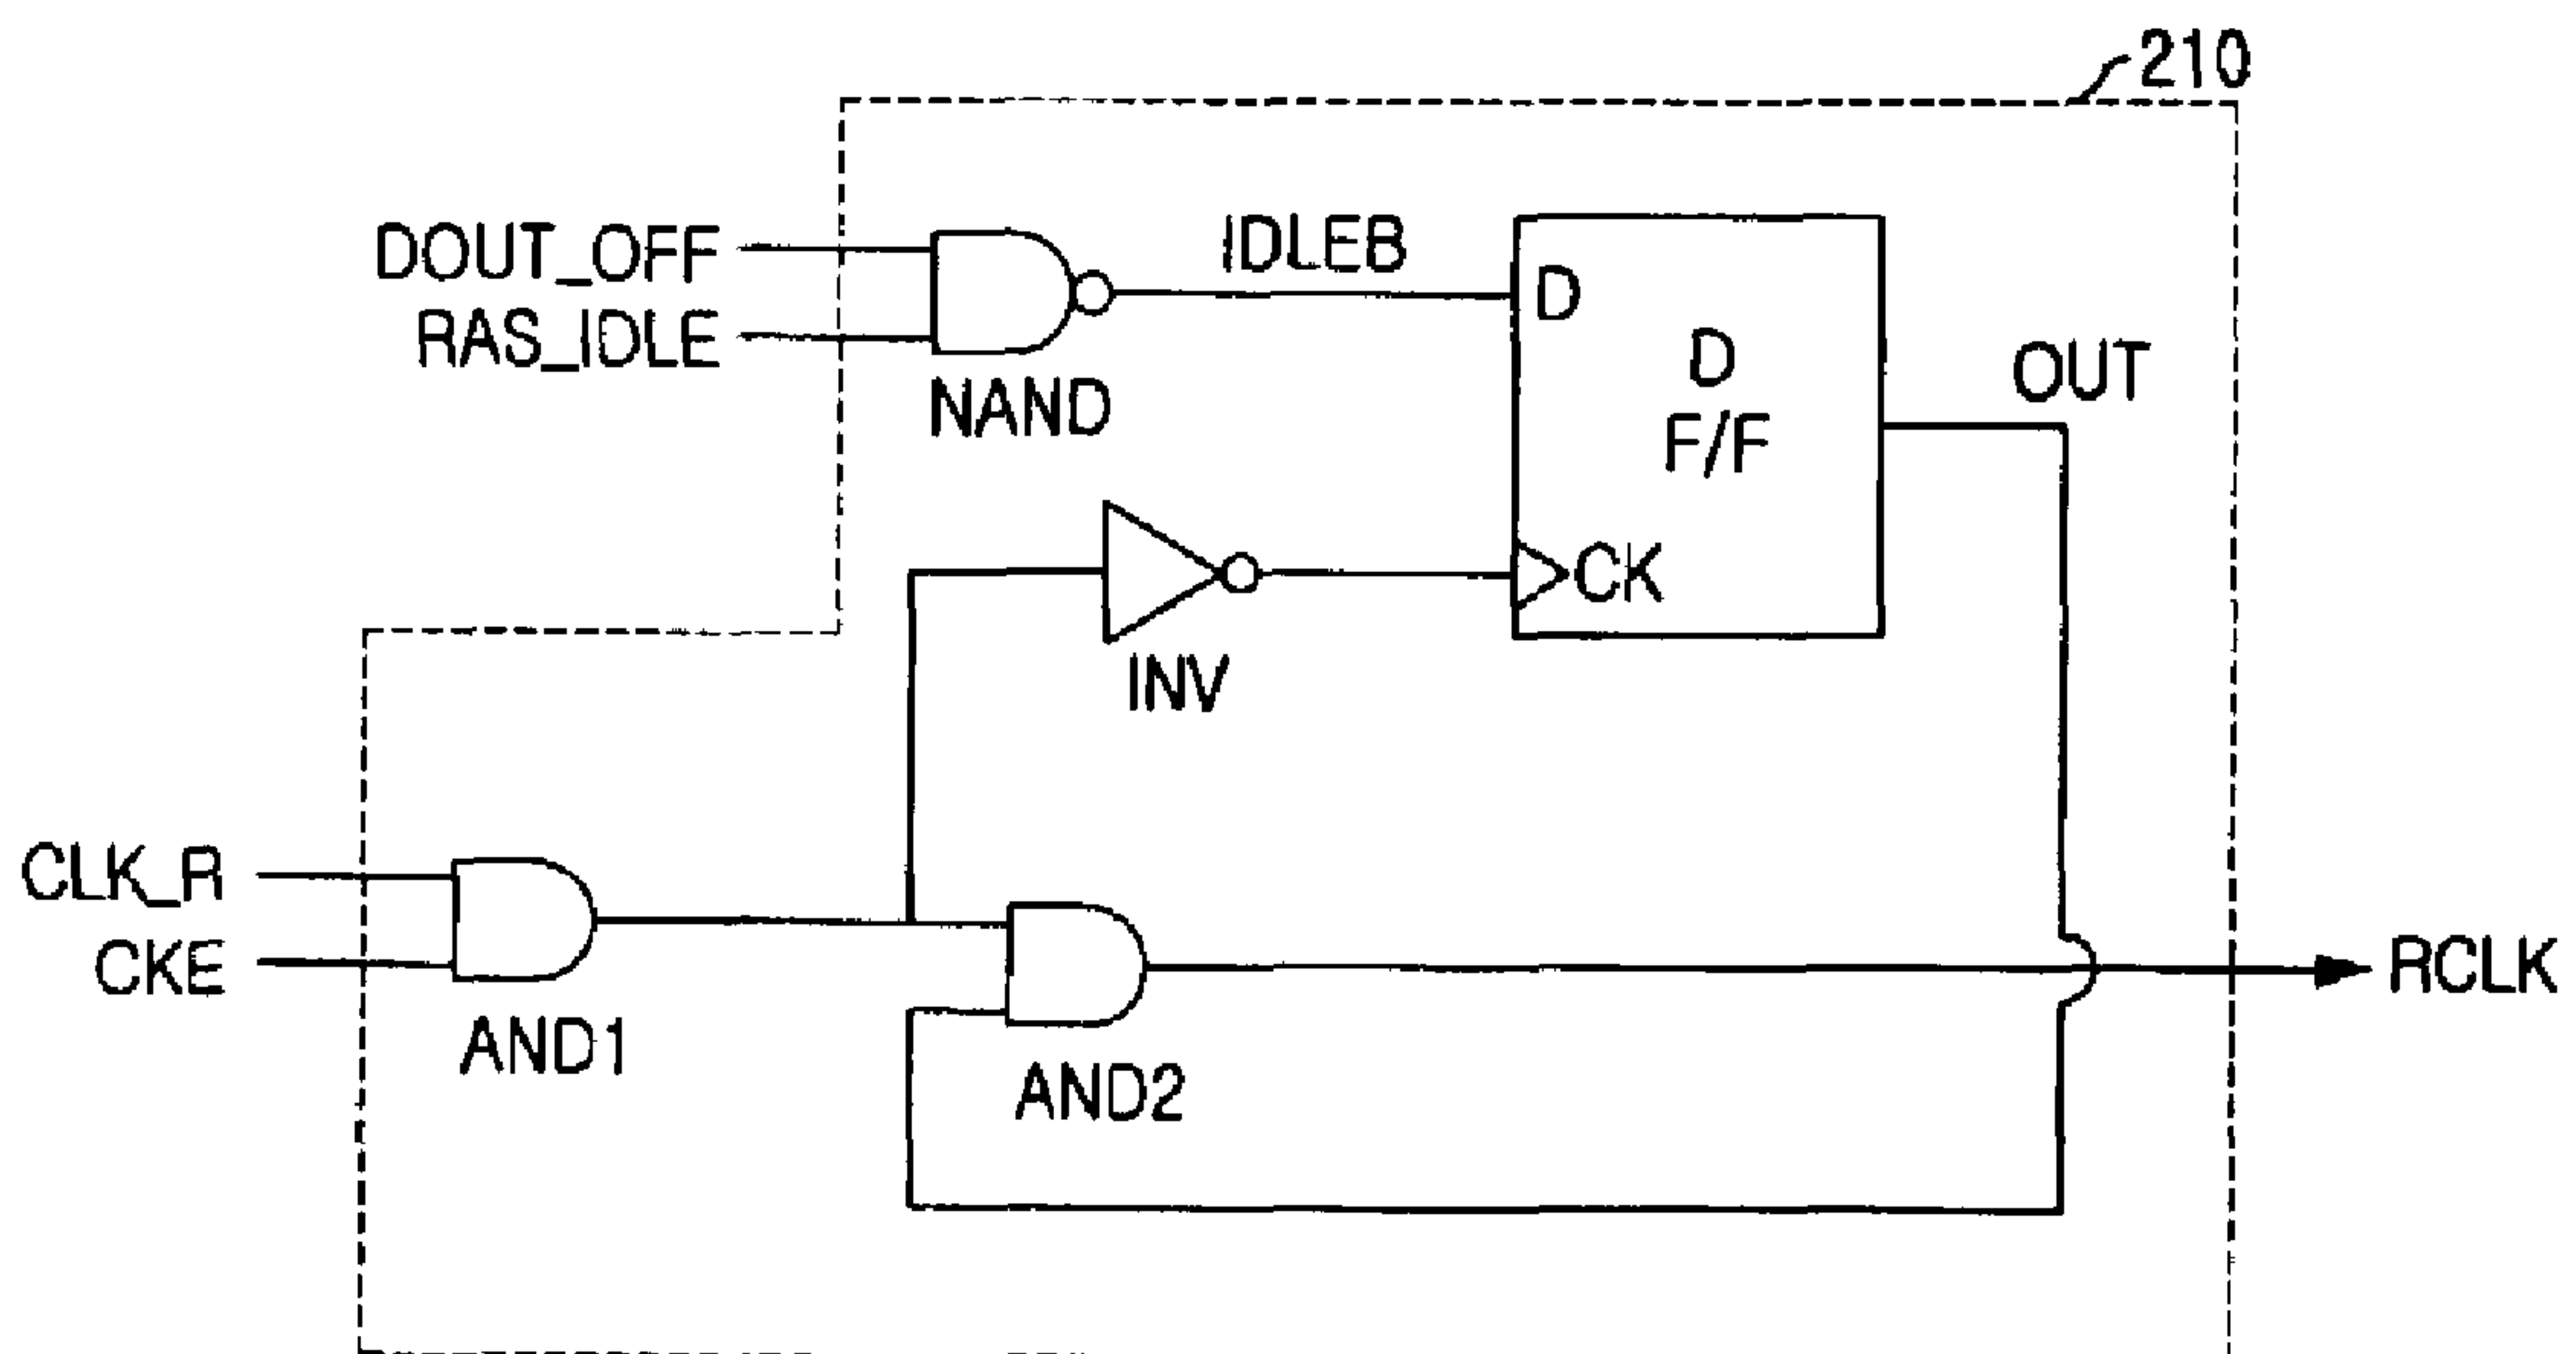 210
DOUT_OFF
RAS_IDLE
NAND
IDLEB
D
D
F/F
CK
OUT
INV
CLK_R
CKE
AND1
AND2
RCLK